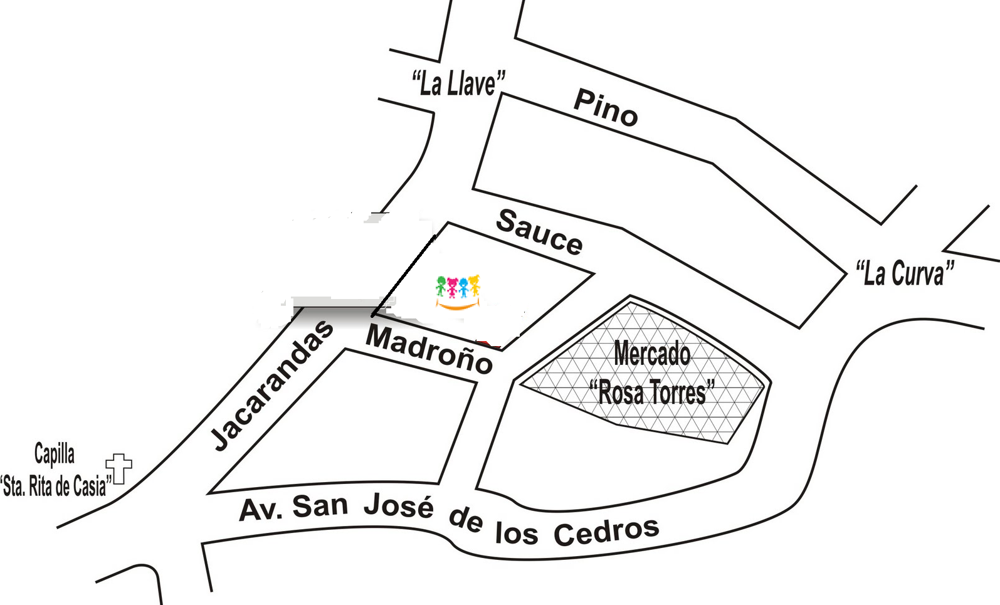 “La Llave”
Pino
Sauce
“La Curva”
Madroño
Mercado
“Rosa Torres”
Jacarandas
Capilla
“Sta. Rita de Casia”
Av. San José de los Cedros